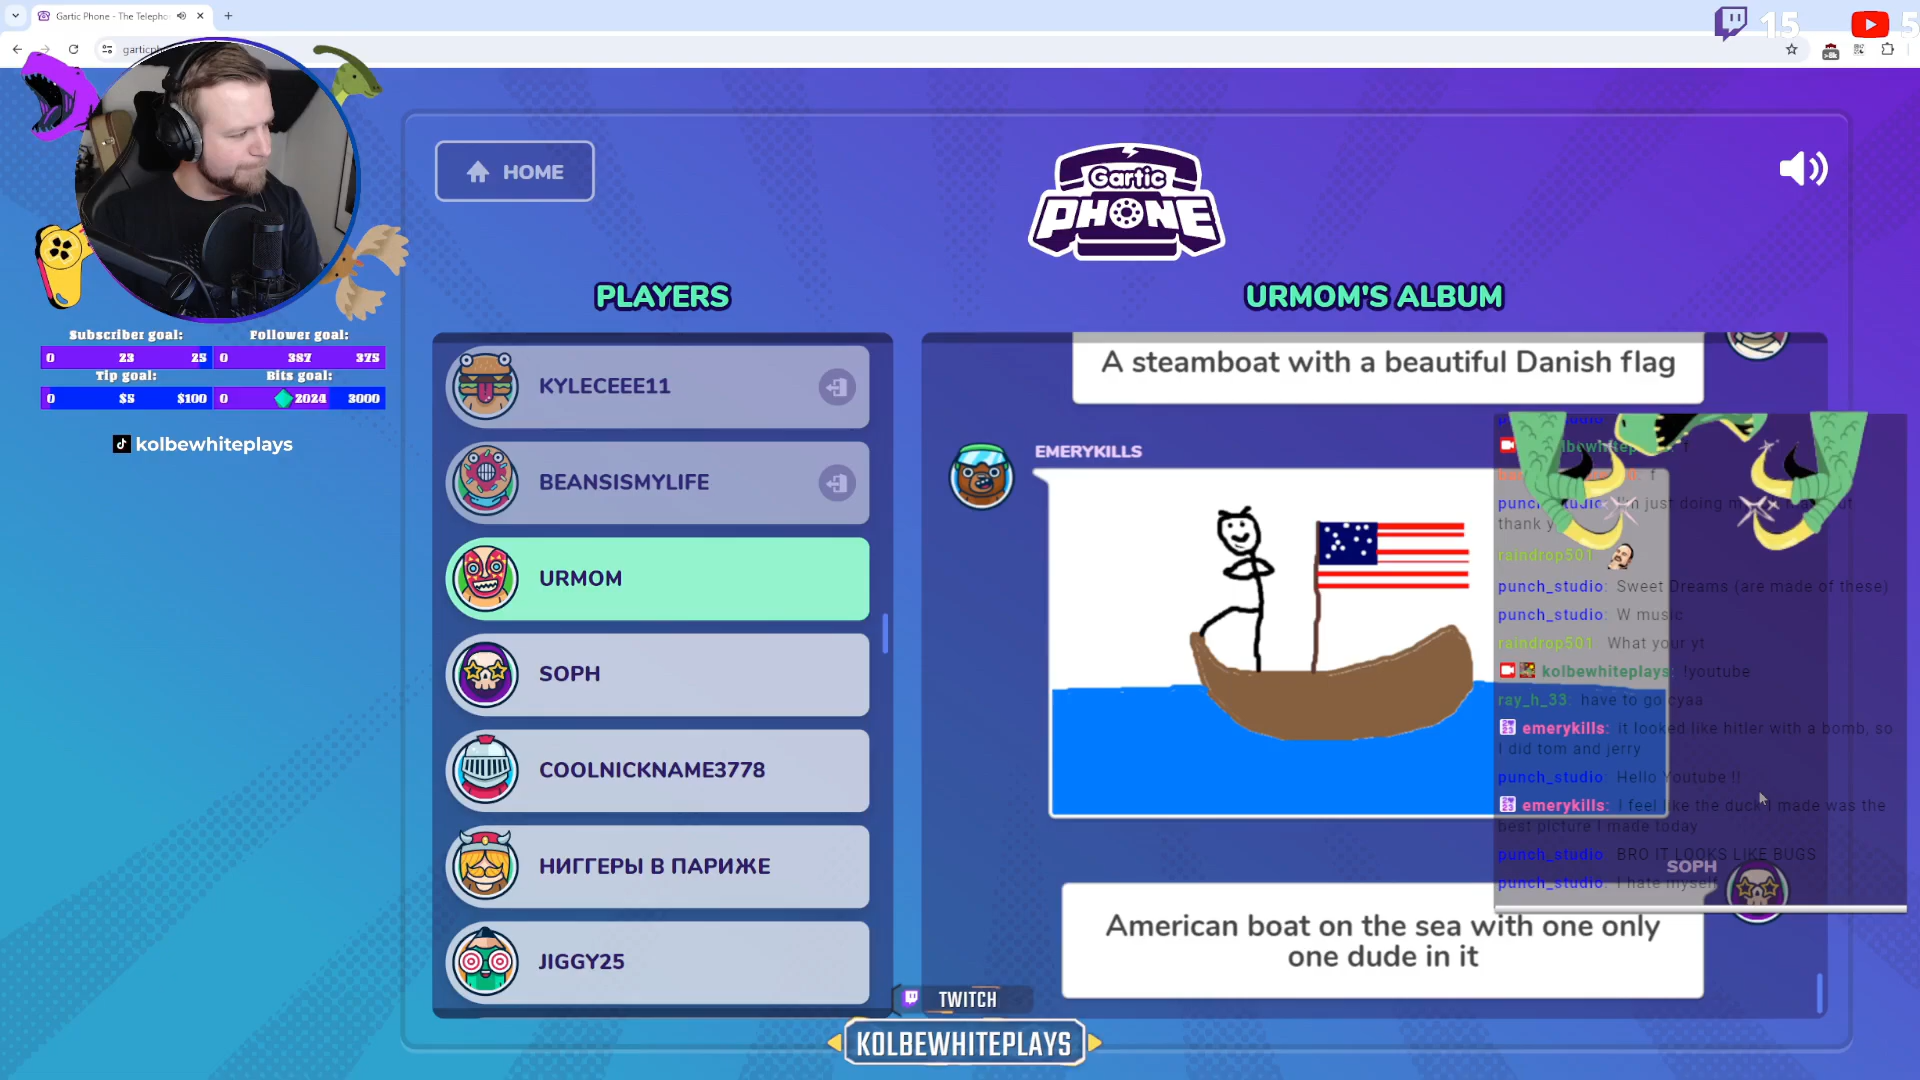 Gartic Phone - The Telepho
15
5
garticph
HOME
Gartic
PHONE
PLAYERS
URMOM'S ALBUM
Subscriber goal:
0 23 25
Follower goal:
0 387 375
Tip goal:
0 $5 $100
Bits goal:
0 2024 3000
kolbewhiteplays
KYLECEEE11
BEANSISMYLIFE
URMOM
SOPH
COOLNICKNAME3778
НИГГЕРЫ В ПАРИЖЕ
JIGGY25
A steamboat with a beautiful Danish flag
EMERYKILLS
SOPH
American boat on the sea with one only
one dude in it
thank y
raindrop501
punch_studio: Sweet Dreams (are made of these)
punch_studio: W music
raindrop501: What your yt
kolbewhiteplays: !youtube
ray_h_33: have to go cyaa
emerykills: it looked like hitler with a bomb, so
I did tom and jerry
punch_studio: Hello Youtube !!
emerykills: I feel like the duck I made was the
best picture I made today
punch_studio: BRO IT LOOKS LIKE BUGS
punch_studio: I hate myself
TWITCH
KOLBEWHITEPLAYS